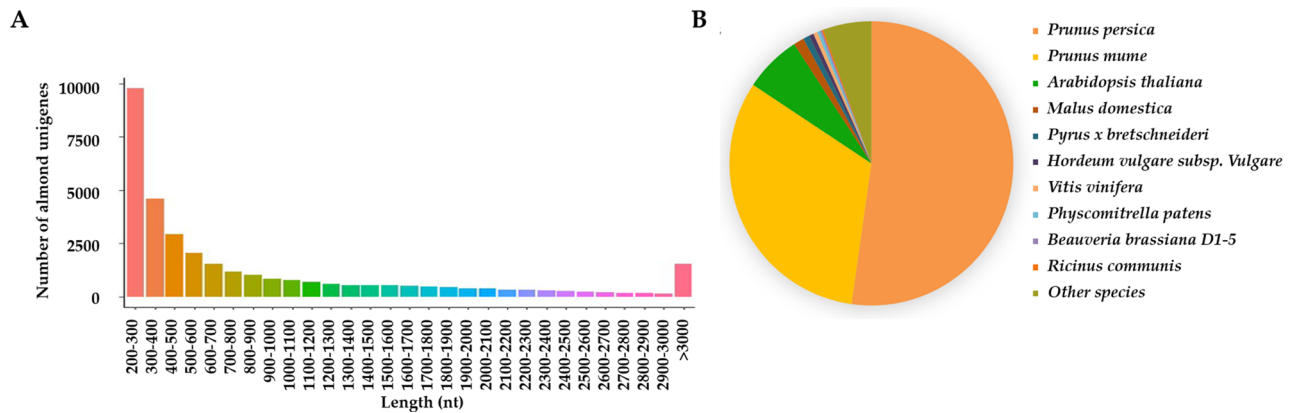 A
B
Number of almond unigenes
10000
7500
5000
2500
0
200-300
300-400
400-500
500-600
600-700
700-800
800-900
900-1000
1000-1100
1100-1200
1200-1300
1300-1400
1400-1500
1500-1600
1600-1700
1700-1800
1800-1900
1900-2000
2000-2100
2100-2200
2200-2300
2300-2400
2400-2500
2500-2600
2600-2700
2700-2800
2800-2900
2900-3000
>3000
Length (nt)
Prunus persica
Prunus mume
Arabidopsis thaliana
Malus domestica
Pyrus x bretschneideri
Hordeum vulgare subsp. Vulgare
Vitis vinifera
Physcomitrella patens
Beauveria brassiana D1-5
Ricinus communis
Other species